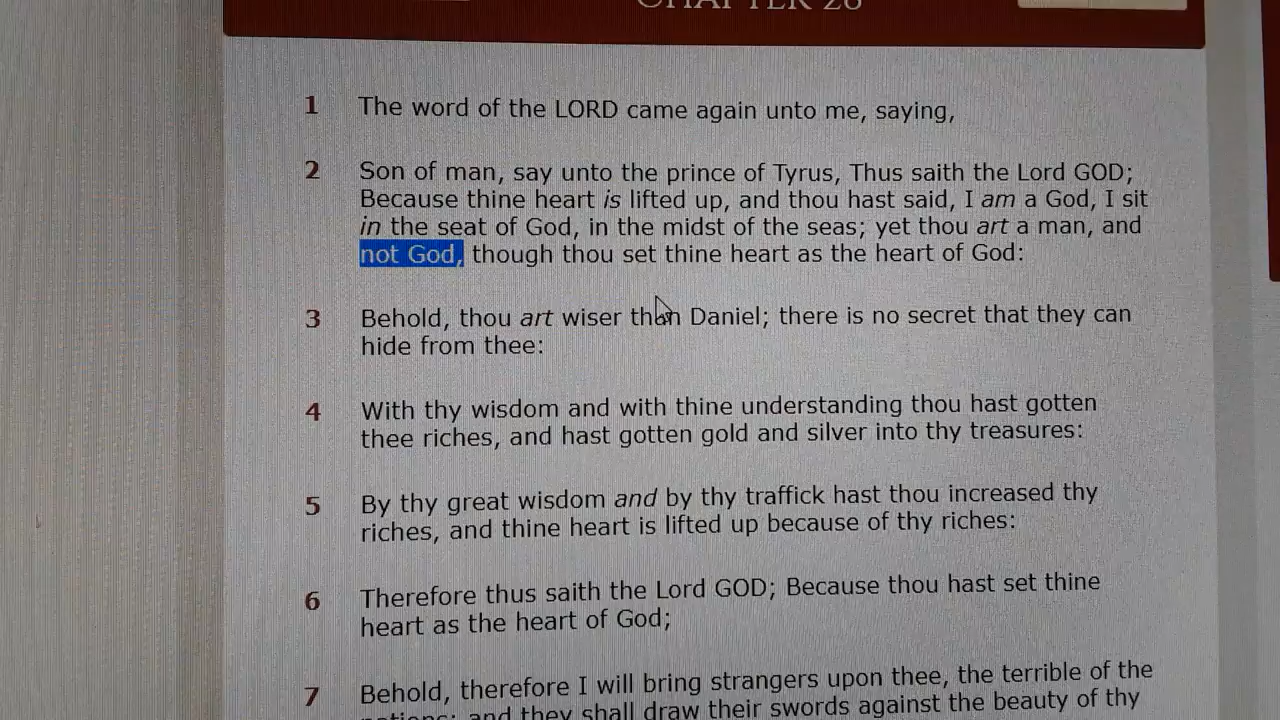 CHAPTER 28
1 The word of the LORD came again unto me, saying,
2 Son of man, say unto the prince of Tyrus, Thus saith the Lord GOD;
Because thine heart is lifted up, and thou hast said, I am a God, I sit
in the seat of God, in the midst of the seas; yet thou art a man, and
not God, though thou set thine heart as the heart of God:
3 Behold, thou art wiser than Daniel; there is no secret that they can
hide from thee:
4 With thy wisdom and with thine understanding thou hast gotten
thee riches, and hast gotten gold and silver into thy treasures:
5 By thy great wisdom and by thy traffick hast thou increased thy
riches, and thine heart is lifted up because of thy riches:
6 Therefore thus saith the Lord GOD; Because thou hast set thine
heart as the heart of God;
7 Behold, therefore I will bring strangers upon thee, the terrible of the
nations: and they shall draw their swords against the beauty of thy